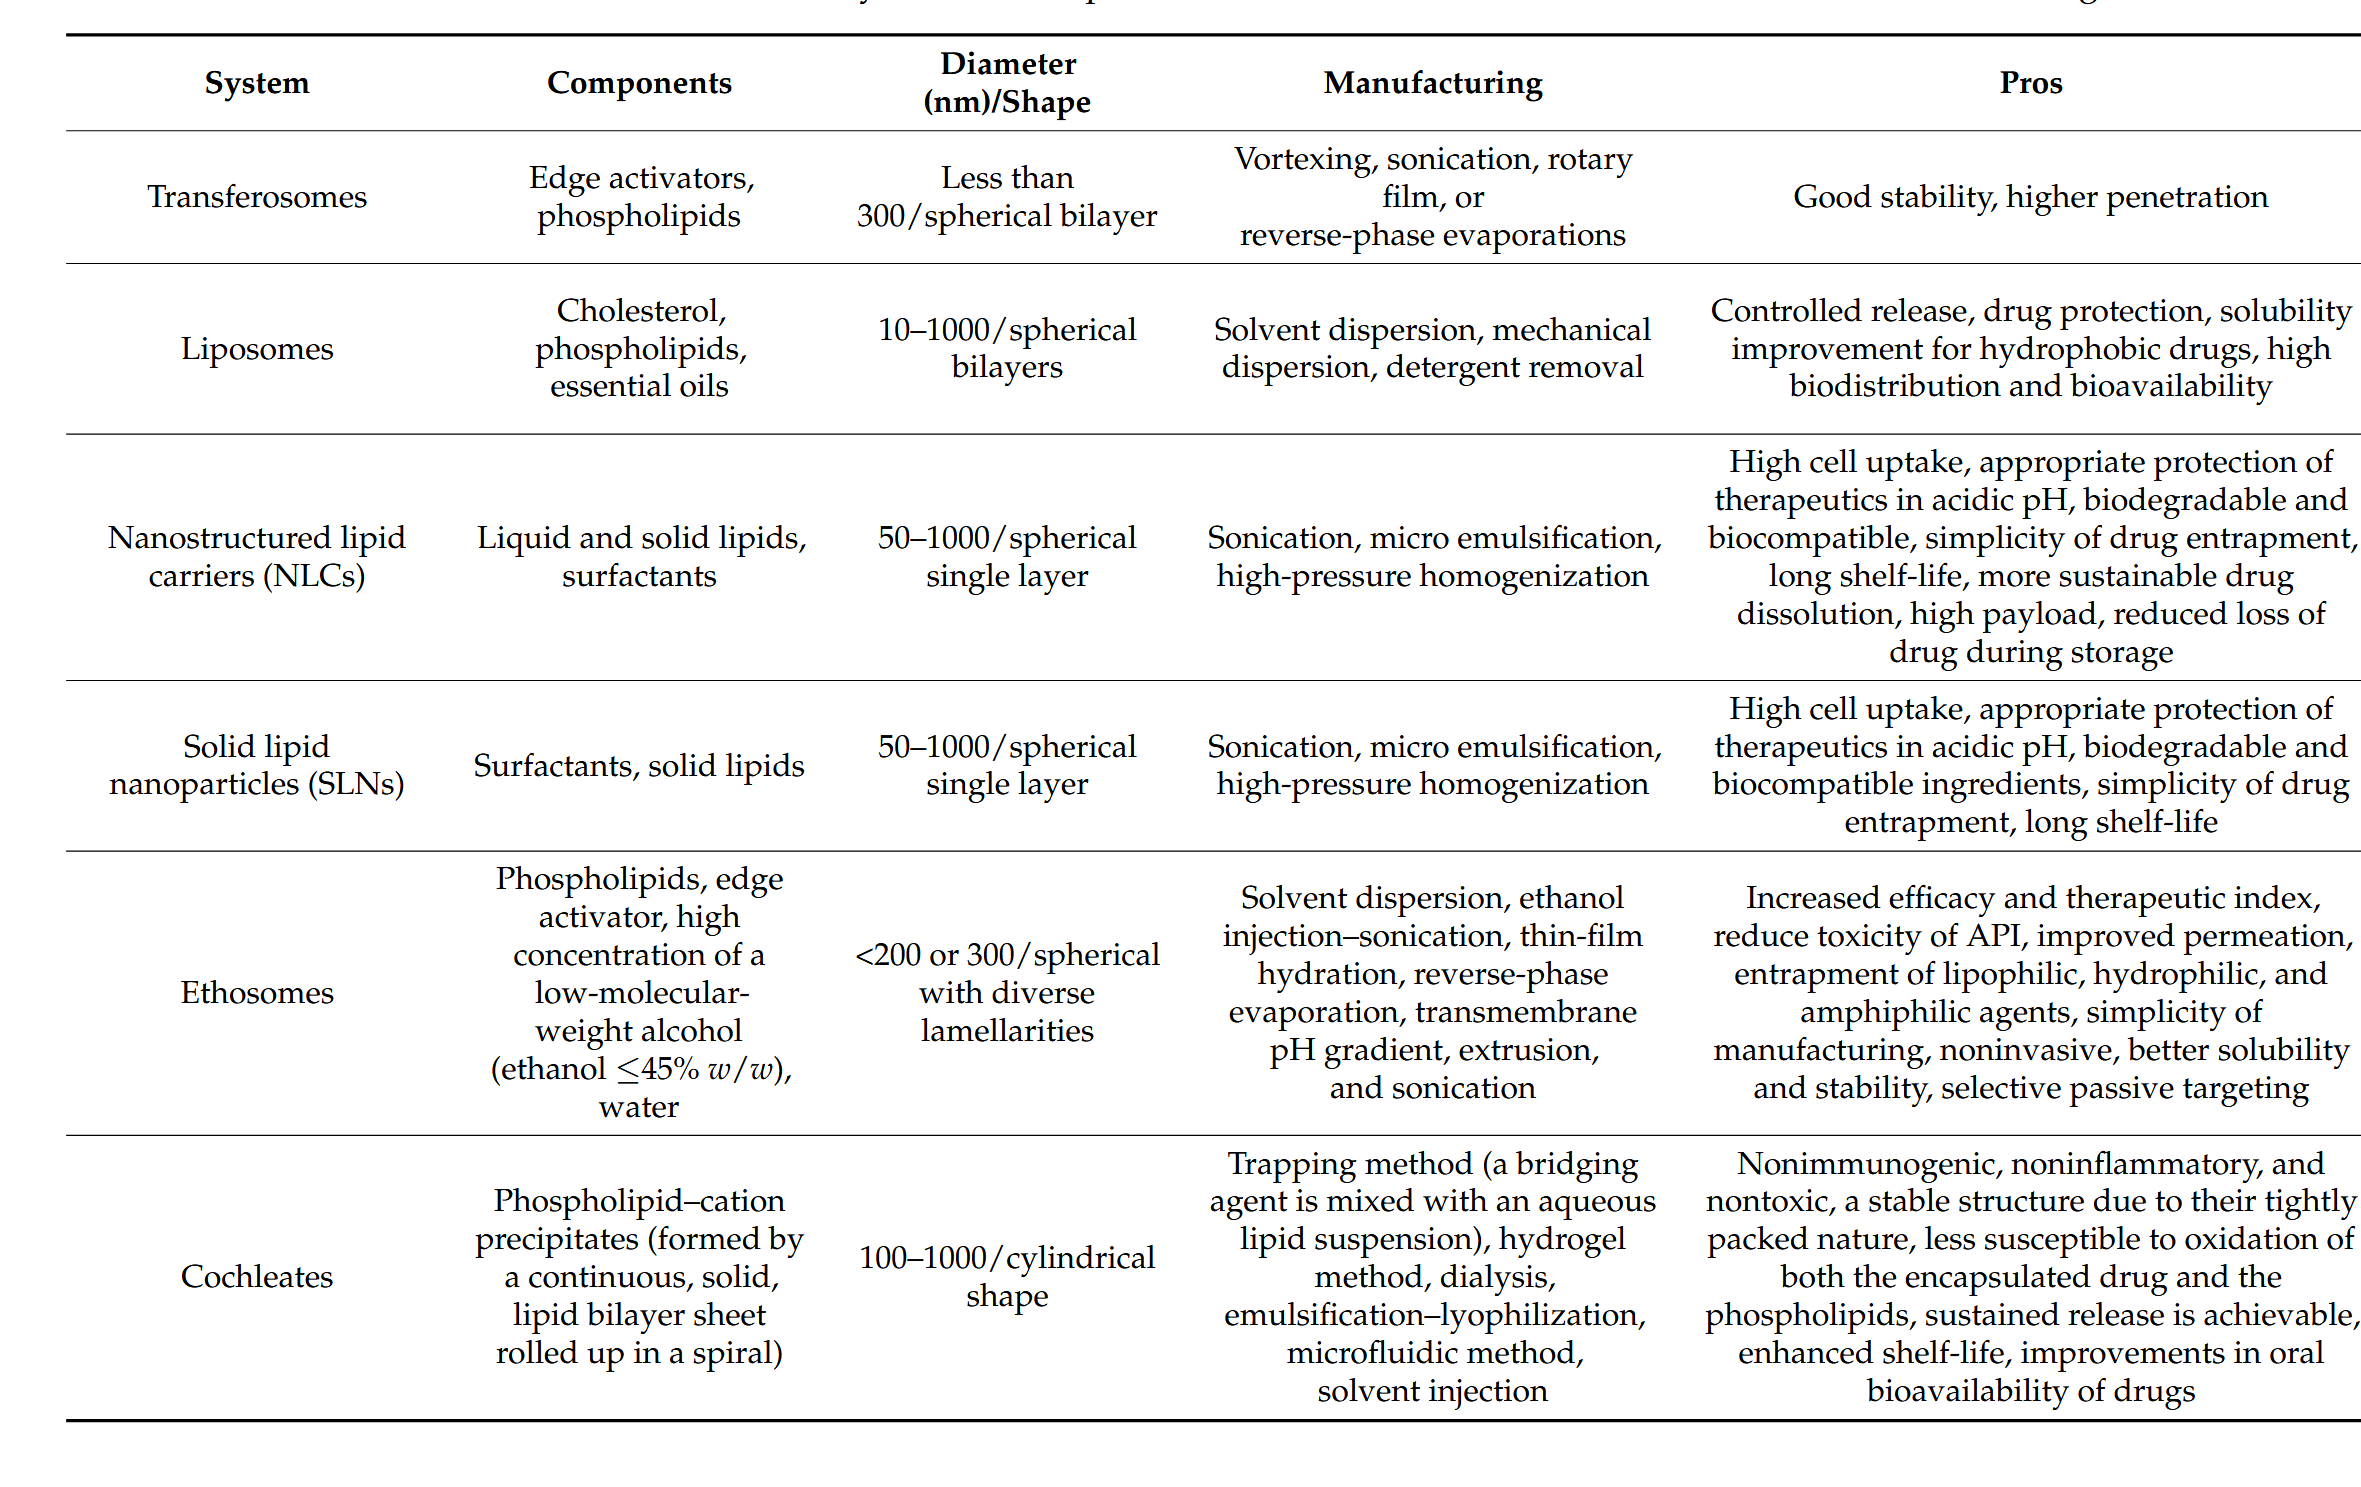 System
Components
Diameter
(nm)/Shape
Manufacturing
Pros
Transferosomes
Edge activators,
phospholipids
Less than
300/spherical bilayer
Vortexing, sonication, rotary
film, or
reverse-phase evaporations
Good stability, higher penetration
Liposomes
Cholesterol,
phospholipids,
essential oils
10–1000/spherical
bilayers
Solvent dispersion, mechanical
dispersion, detergent removal
Controlled release, drug protection, solubility
improvement for hydrophobic drugs, high
biodistribution and bioavailability
Nanostructured lipid
carriers (NLCs)
Liquid and solid lipids,
surfactants
50–1000/spherical
single layer
Sonication, micro emulsification,
high-pressure homogenization
High cell uptake, appropriate protection of
therapeutics in acidic pH, biodegradable and
biocompatible, simplicity of drug entrapment,
long shelf-life, more sustainable drug
dissolution, high payload, reduced loss of
drug during storage
Solid lipid
nanoparticles (SLNs)
Surfactants, solid lipids
50–1000/spherical
single layer
Sonication, micro emulsification,
high-pressure homogenization
High cell uptake, appropriate protection of
therapeutics in acidic pH, biodegradable and
biocompatible ingredients, simplicity of drug
entrapment, long shelf-life
Ethosomes
Phospholipids, edge
activator, high
concentration of a
low-molecular-
weight alcohol
(ethanol ≤45% w/w),
water
<200 or 300/spherical
with diverse
lamellarities
Solvent dispersion, ethanol
injection–sonication, thin-film
hydration, reverse-phase
evaporation, transmembrane
pH gradient, extrusion,
and sonication
Increased efficacy and therapeutic index,
reduce toxicity of API, improved permeation,
entrapment of lipophilic, hydrophilic, and
amphiphilic agents, simplicity of
manufacturing, noninvasive, better solubility
and stability, selective passive targeting
Cochleates
Phospholipid–cation
precipitates (formed by
a continuous, solid,
lipid bilayer sheet
rolled up in a spiral)
100–1000/cylindrical
shape
Trapping method (a bridging
agent is mixed with an aqueous
lipid suspension), hydrogel
method, dialysis,
emulsification–lyophilization,
microfluidic method,
solvent injection
Nonimmunogenic, noninflammatory, and
nontoxic, a stable structure due to their tightly
packed nature, less susceptible to oxidation of
both the encapsulated drug and the
phospholipids, sustained release is achievable,
enhanced shelf-life, improvements in oral
bioavailability of drugs